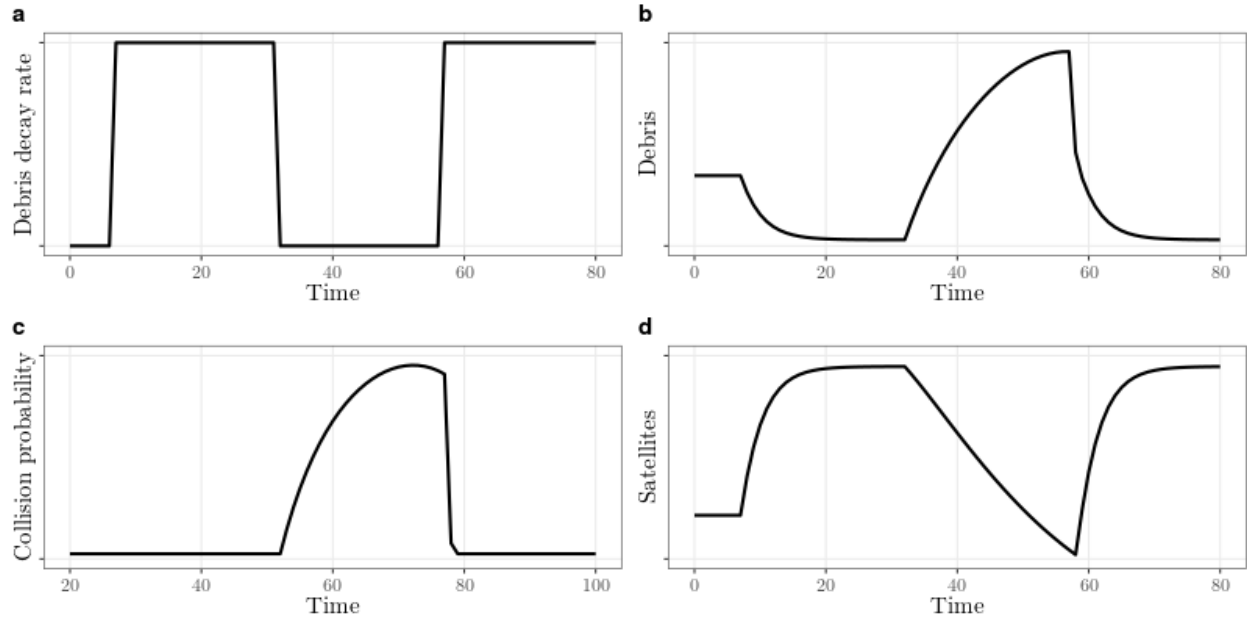 a
Debris decay rate
0 20 40 60 80
Time
b
Debris
0 20 40 60 80
Time
c
Collision probability
20 40 60 80 100
Time
d
Satellites
0 20 40 60 80
Time